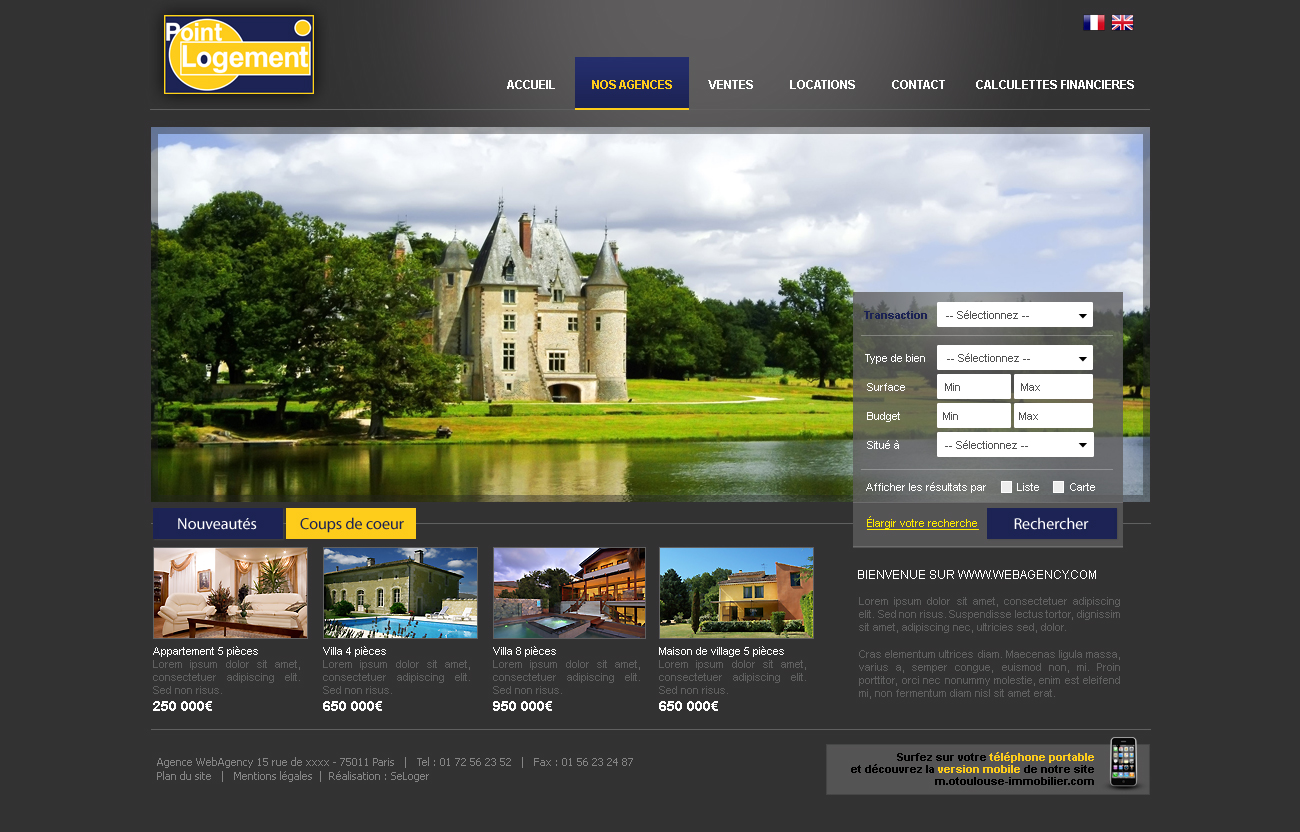 Point
Logement
ACCUEIL NOS AGENCES VENTES LOCATIONS CONTACT CALCULETTES FINANCIERES
Transaction -- Sélectionnez --
Type de bien -- Sélectionnez --
Surface Min Max
Budget Min Max
Situé à -- Sélectionnez --
Afficher les résultats par Liste Carte
Élargir votre recherche Rechercher
Nouveautés Coups de coeur
Appartement 5 pièces
Lorem ipsum dolor sit amet,
consectetuer adipiscing elit.
Sed non risus.
250 000€
Villa 4 pièces
Lorem ipsum dolor sit amet,
consectetuer adipiscing elit.
Sed non risus.
650 000€
Villa 8 pièces
Lorem ipsum dolor sit amet,
consectetuer adipiscing elit.
Sed non risus.
950 000€
Maison de village 5 pièces
Lorem ipsum dolor sit amet,
consectetuer adipiscing elit.
Sed non risus.
650 000€
BIENVENUE SUR WWW.WEBAGENCY.COM
Lorem ipsum dolor sit amet, consectetuer adipiscing
elit. Sed non risus. Suspendisse lectus tortor, dignissim
sit amet, adipiscing nec, ultricies sed, dolor.
Cras elementum ultrices diam. Maecenas ligula massa,
varius a, semper congue, euismod non, mi. Proin
porttitor, orci nec nonummy molestie, enim est eleifend
mi, non fermentum diam nisl sit amet erat.
Agence WebAgency 15 rue de xxxx - 75011 Paris | Tel : 01 72 56 23 52 | Fax : 01 56 23 24 87
Plan du site | Mentions légales | Réalisation : SeLoger
Surfez sur votre téléphone portable
et découvrez la version mobile de notre site
m.otoulouse-immobilier.com